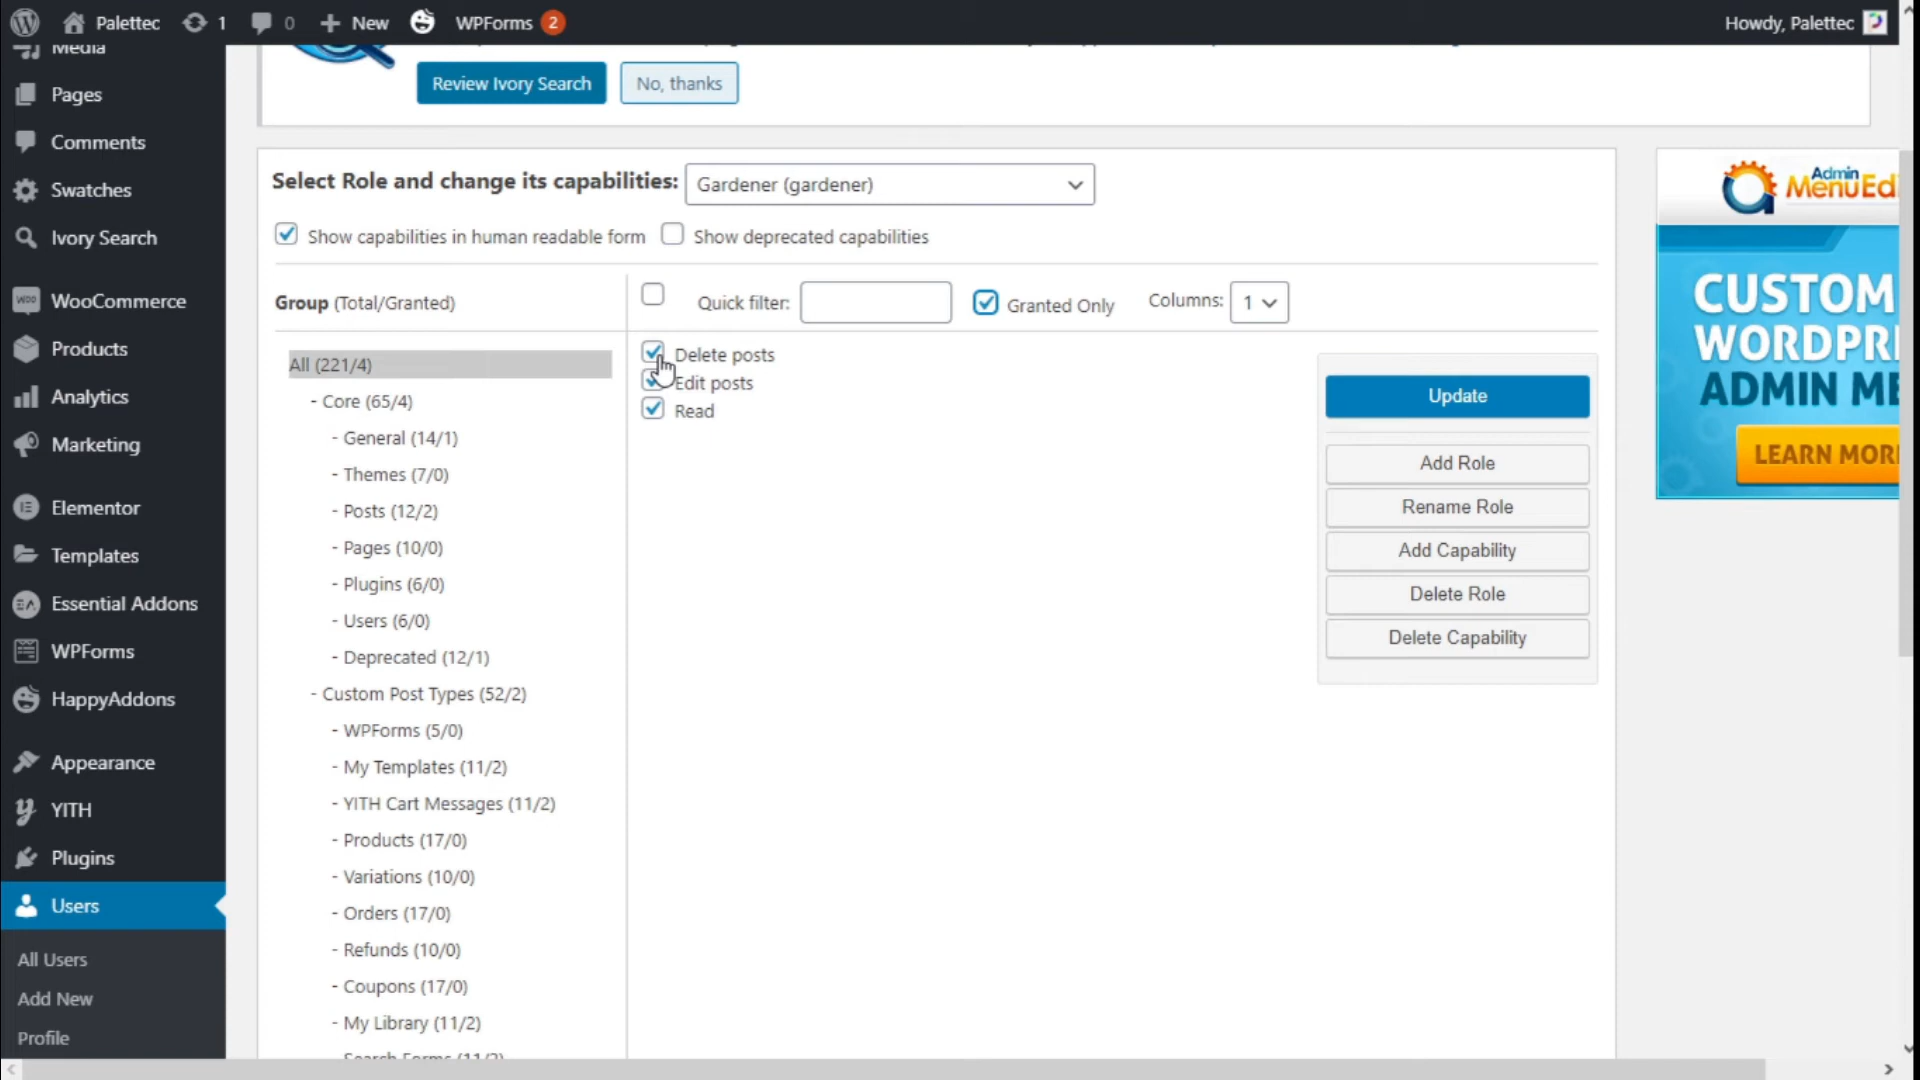 Palettec
1
0
New
WPForms 2
Howdy, Palettec
Media
Pages
Comments
Swatches
Ivory Search
WooCommerce
Products
Analytics
Marketing
Elementor
Templates
Essential Addons
WPForms
HappyAddons
Appearance
YITH
Plugins
Users
All Users
Add New
Profile
Review Ivory Search
No, thanks
Select Role and change its capabilities: Gardener (gardener)
Show capabilities in human readable form
Show deprecated capabilities
Group (Total/Granted)
Quick filter:
Granted Only
Columns: 1
All (221/4)
- Core (65/4)
- General (14/1)
- Themes (7/0)
- Posts (12/2)
- Pages (10/0)
- Plugins (6/0)
- Users (6/0)
- Deprecated (12/1)
- Custom Post Types (52/2)
- WPForms (5/0)
- My Templates (11/2)
- YITH Cart Messages (11/2)
- Products (17/0)
- Variations (10/0)
- Orders (17/0)
- Refunds (10/0)
- Coupons (17/0)
- My Library (11/2)
Delete posts
Edit posts
Read
Update
Add Role
Rename Role
Add Capability
Delete Role
Delete Capability
Admin
MenuEdi
CUSTOM
WORDPR
ADMIN ME
LEARN MOR